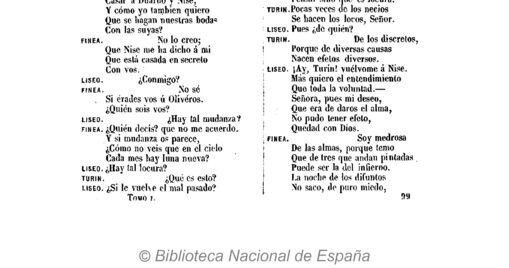 Casar á Duardo y Nise,
Y cómo yo tambien quiero
Que se hagan nuestras bodas
Con las suyas?
FINEA. No lo creo;
Que Nise me ha dicho á mí
Que está casada en secreto
Con vos.
LISEO. ¿Conmigo?
FINEA. No sé
Si érades vos ú Oliveros.
¿Quién sois vos?
LISEO. ¿Hay tal mudanza?
FINEA. ¿Quién decis? que no me acuerdo.
Y si mudanza os parece,
¿Cómo no veis que en el cielo
Cada mes hay luna nueva?
LISEO. ¿Hay tal locura?
TURIN. ¿Qué es esto?
LISEO. ¿Si le vuelve el mal pasado?
TOMO I.
TURIN. Pocas veces de los necios
Se hacen los locos, Señor.
LISEO. Pues ¿de quién?
TURIN. De los discretos,
Porque de diversas causas
Nacen efetos diversos.
LISEO. ¡Ay, Turin! vuélvome á Nise.
Más quiero el entendimiento
Que toda la voluntad.—
Señora, pues mi deseo,
Que era de daros el alma,
No pudo tener efeto,
Quedad con Dios.
FINEA. Soy medrosa
De las almas, porque temo
Que de tres que andan pintadas
Puede ser la del infierno.
La noche de los difuntos
No saco, de puro miedo,
99
© Biblioteca Nacional de España